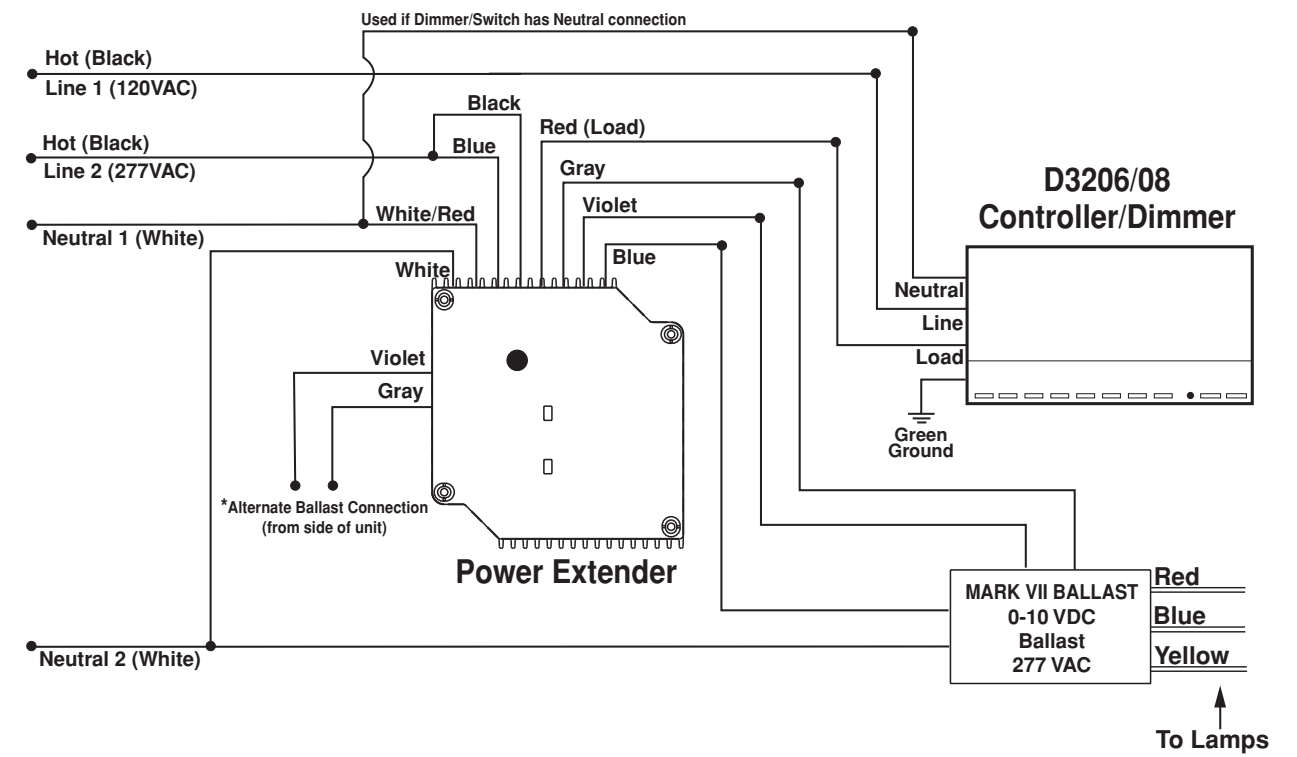 Used if Dimmer/Switch has Neutral connection
Hot (Black)
Line 1 (120VAC)
Black
Hot (Black)
Line 2 (277VAC)
Blue
Red (Load)
Gray
Violet
Blue
White/Red
Neutral 1 (White)
White
D3206/08
Controller/Dimmer
Neutral
Line
Load
Green
Ground
Violet
Gray
*Alternate Ballast Connection
(from side of unit)
Power Extender
MARK VII BALLAST
0-10 VDC
Ballast
277 VAC
Red
Blue
Yellow
Neutral 2 (White)
To Lamps